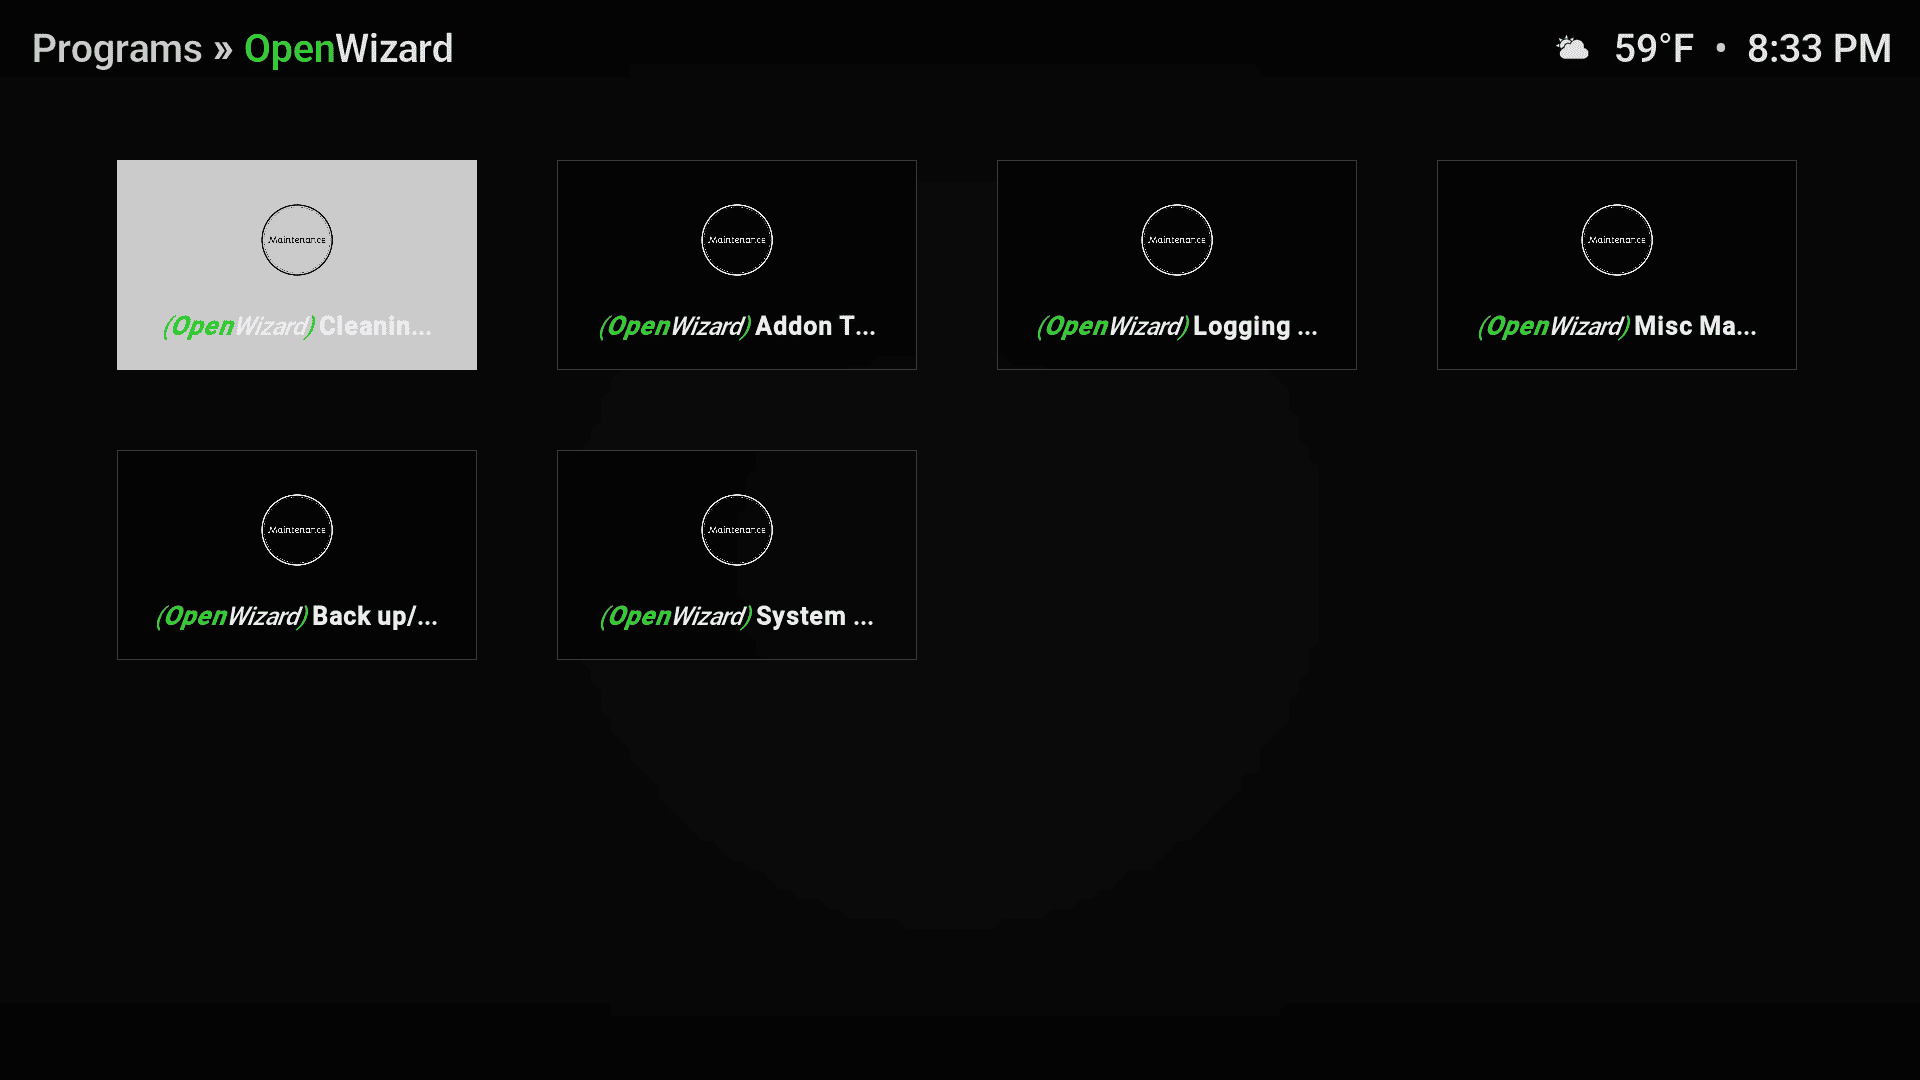 Programs » OpenWizard
59°F • 8:33 PM
Maintenance
(OpenWizard) Cleanin...
Maintenance
(OpenWizard) Addon T...
Maintenance
(OpenWizard) Logging ...
Maintenance
(OpenWizard) Misc Ma...
Maintenance
(OpenWizard) Back up/...
Maintenance
(OpenWizard) System ...